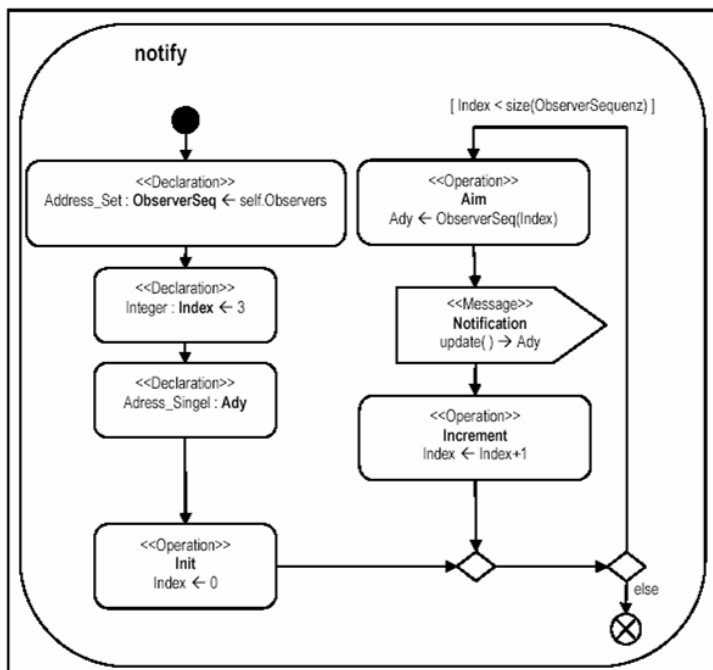 notify
<<Declaration>>
Address_Set : ObserverSeq ← self.Observers
<<Declaration>>
Integer : Index ← 3
<<Declaration>>
Adress_Singel : Ady
<<Operation>>
Init
Index ← 0
[ Index < size(ObserverSequenz) ]
<<Operation>>
Aim
Ady ← ObserverSeq(Index)
<<Message>>
Notification
update( ) → Ady
<<Operation>>
Increment
Index ← Index+1
else